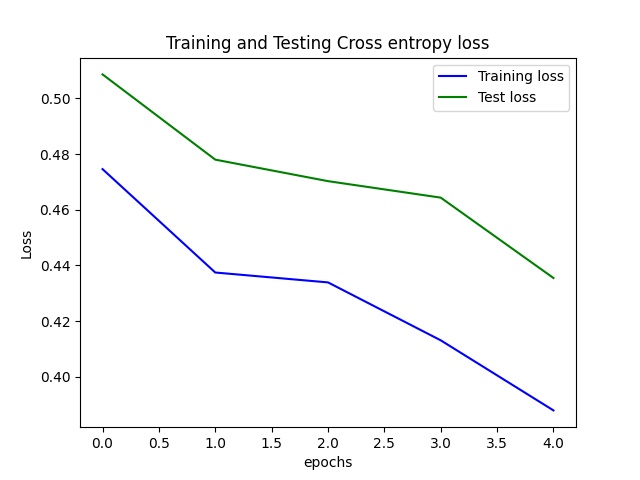 Training and Testing Cross entropy loss
Training loss
Test loss
0.50
0.48
0.46
0.44
0.42
0.40
Loss
0.0 0.5 1.0 1.5 2.0 2.5 3.0 3.5 4.0
epochs